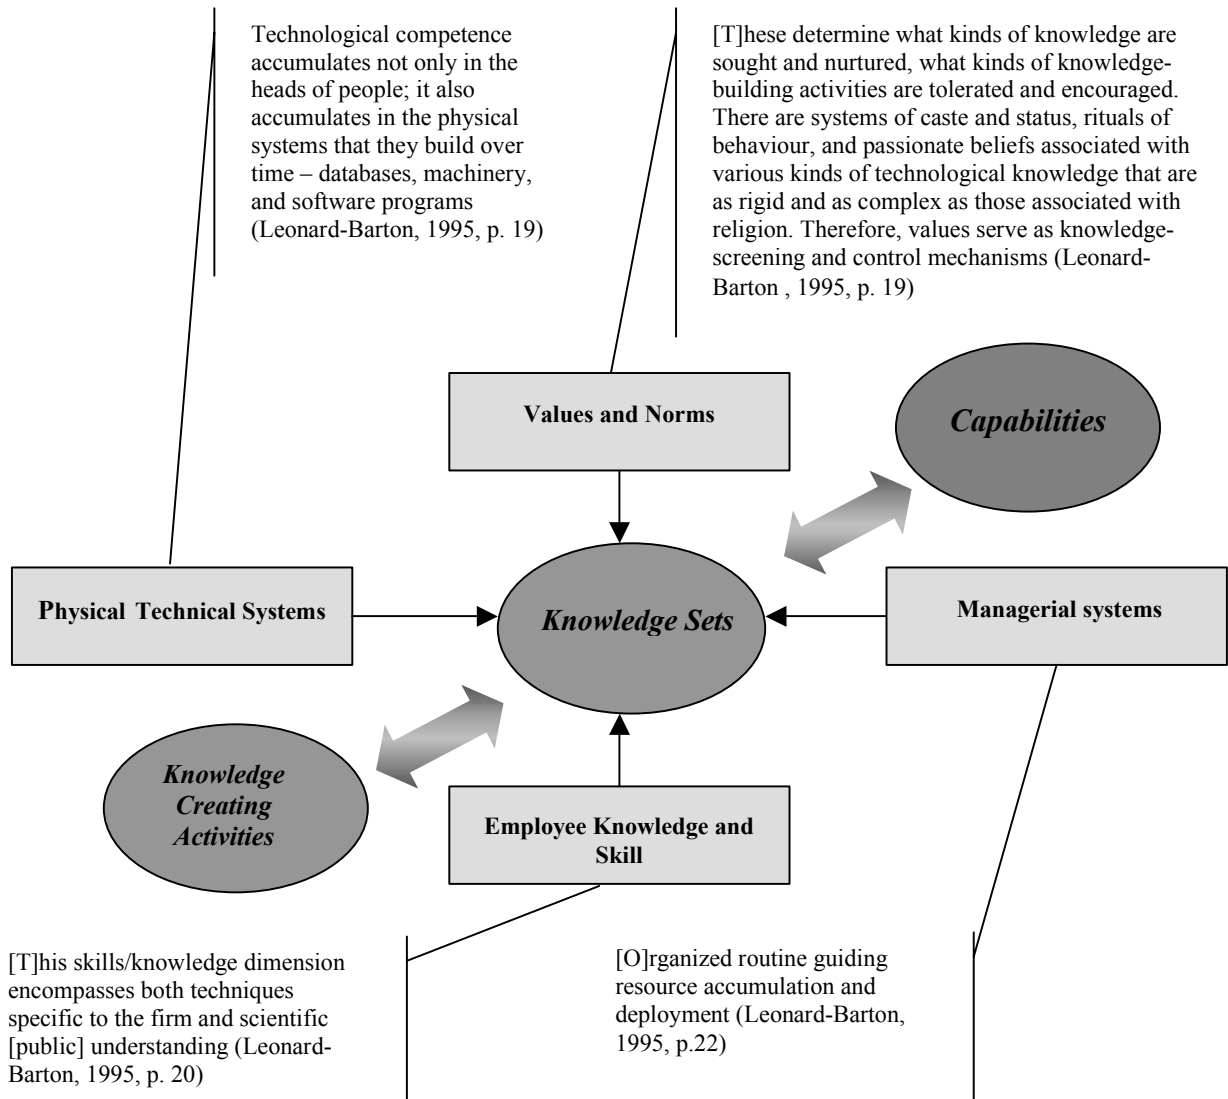 Technological competence
accumulates not only in the
heads of people; it also
accumulates in the physical
systems that they build over
time – databases, machinery,
and software programs
(Leonard-Barton, 1995, p. 19)
[T]hese determine what kinds of knowledge are
sought and nurtured, what kinds of knowledge-
building activities are tolerated and encouraged.
There are systems of caste and status, rituals of
behaviour, and passionate beliefs associated with
various kinds of technological knowledge that are
as rigid and as complex as those associated with
religion. Therefore, values serve as knowledge-
screening and control mechanisms (Leonard-
Barton , 1995, p. 19)
Values and Norms
Capabilities
Physical Technical Systems
Knowledge Sets
Managerial systems
Knowledge
Creating
Activities
Employee Knowledge and
Skill
[T]his skills/knowledge dimension
encompasses both techniques
specific to the firm and scientific
[public] understanding (Leonard-
Barton, 1995, p. 20)
[O]rganized routine guiding
resource accumulation and
deployment (Leonard-Barton,
1995, p.22)